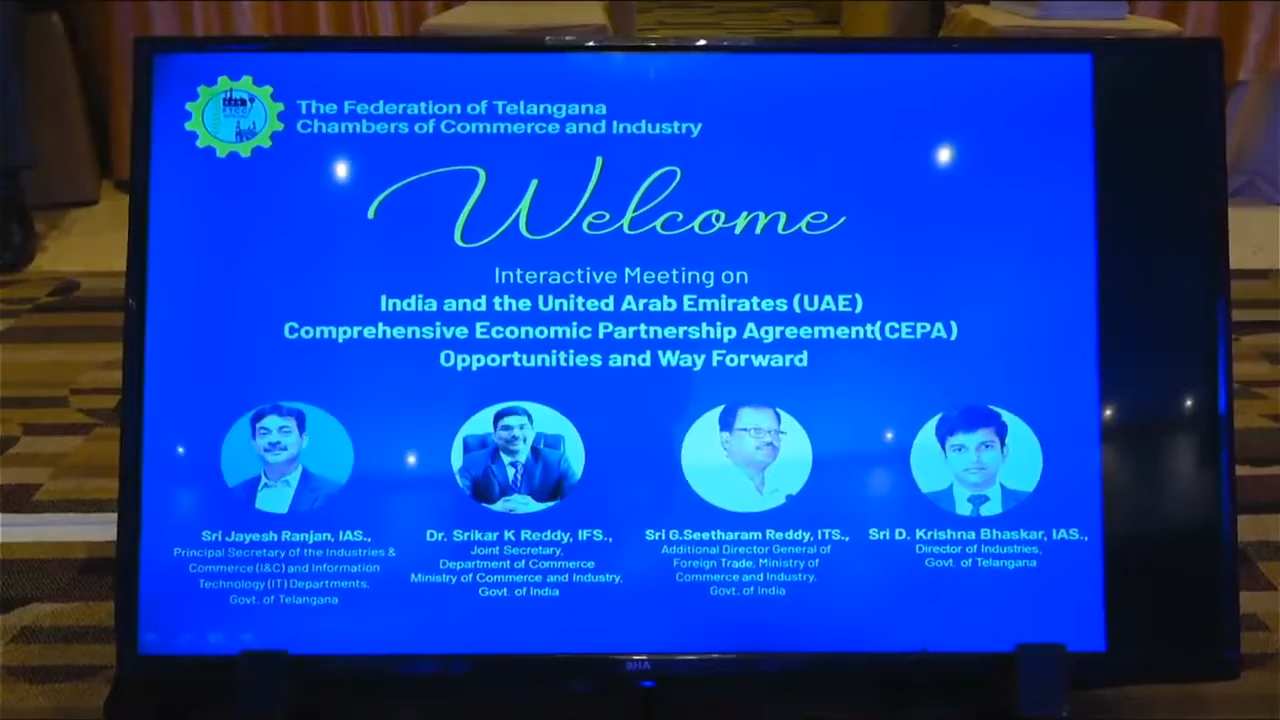 The Federation of Telangana
Chambers of Commerce and Industry
Welcome
Interactive Meeting on
India and the United Arab Emirates (UAE)
Comprehensive Economic Partnership Agreement(CEPA)
Opportunities and Way Forward
Sri Jayesh Ranjan, IAS.,
Principal Secretary of the Industries &
Commerce (I&C) and Information
Technology (IT) Departments,
Govt. of Telangana
Dr. Srikar K Reddy, IFS.,
Joint Secretary,
Department of Commerce
Ministry of Commerce and Industry,
Govt. of India
Sri G.Seetharam Reddy, ITS.,
Additional Director General of
Foreign Trade, Ministry of
Commerce and Industry,
Govt. of India
Sri D. Krishna Bhaskar, IAS.,
Director of Industries,
Govt. of Telangana